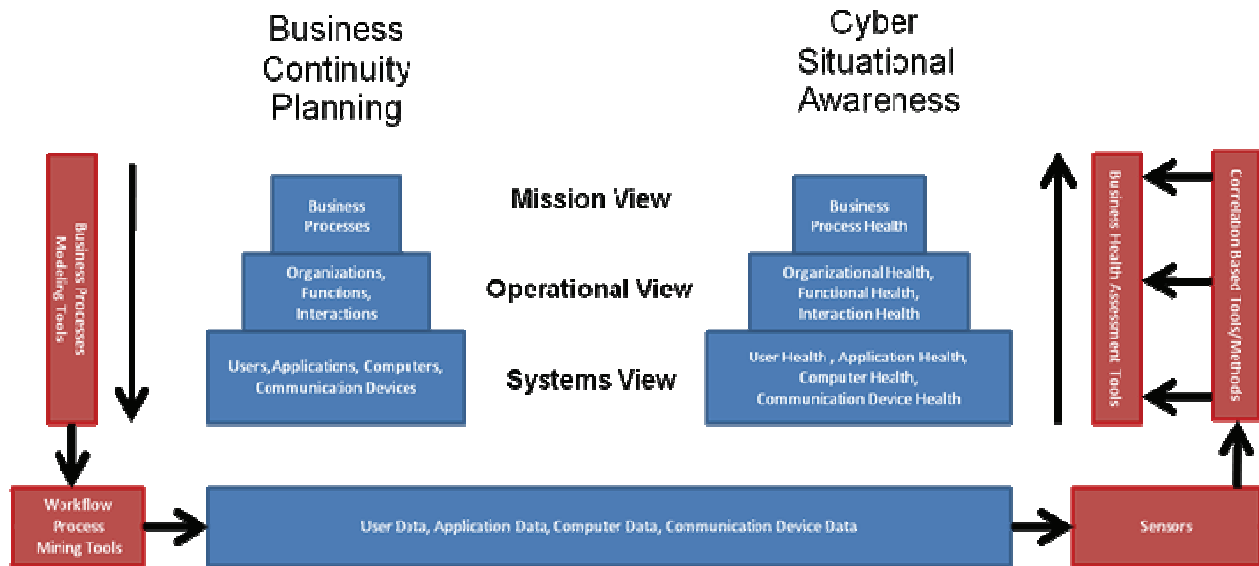 Business
Continuity
Planning
Cyber
Situational
Awareness
Business Processes
Modeling Tools
Business
Processes
Mission View
Business
Process Health
Organizations,
Functions,
Interactions
Operational View
Organizational Health,
Functional Health,
Interaction Health
Users, Applications, Computers,
Communication Devices
Systems View
User Health , Application Health,
Computer Health,
Communication Device Health
Business Health Assessment Tools
Correlation Based Tools/Methods
Workflow
Process
Mining Tools
User Data, Application Data, Computer Data, Communication Device Data
Sensors